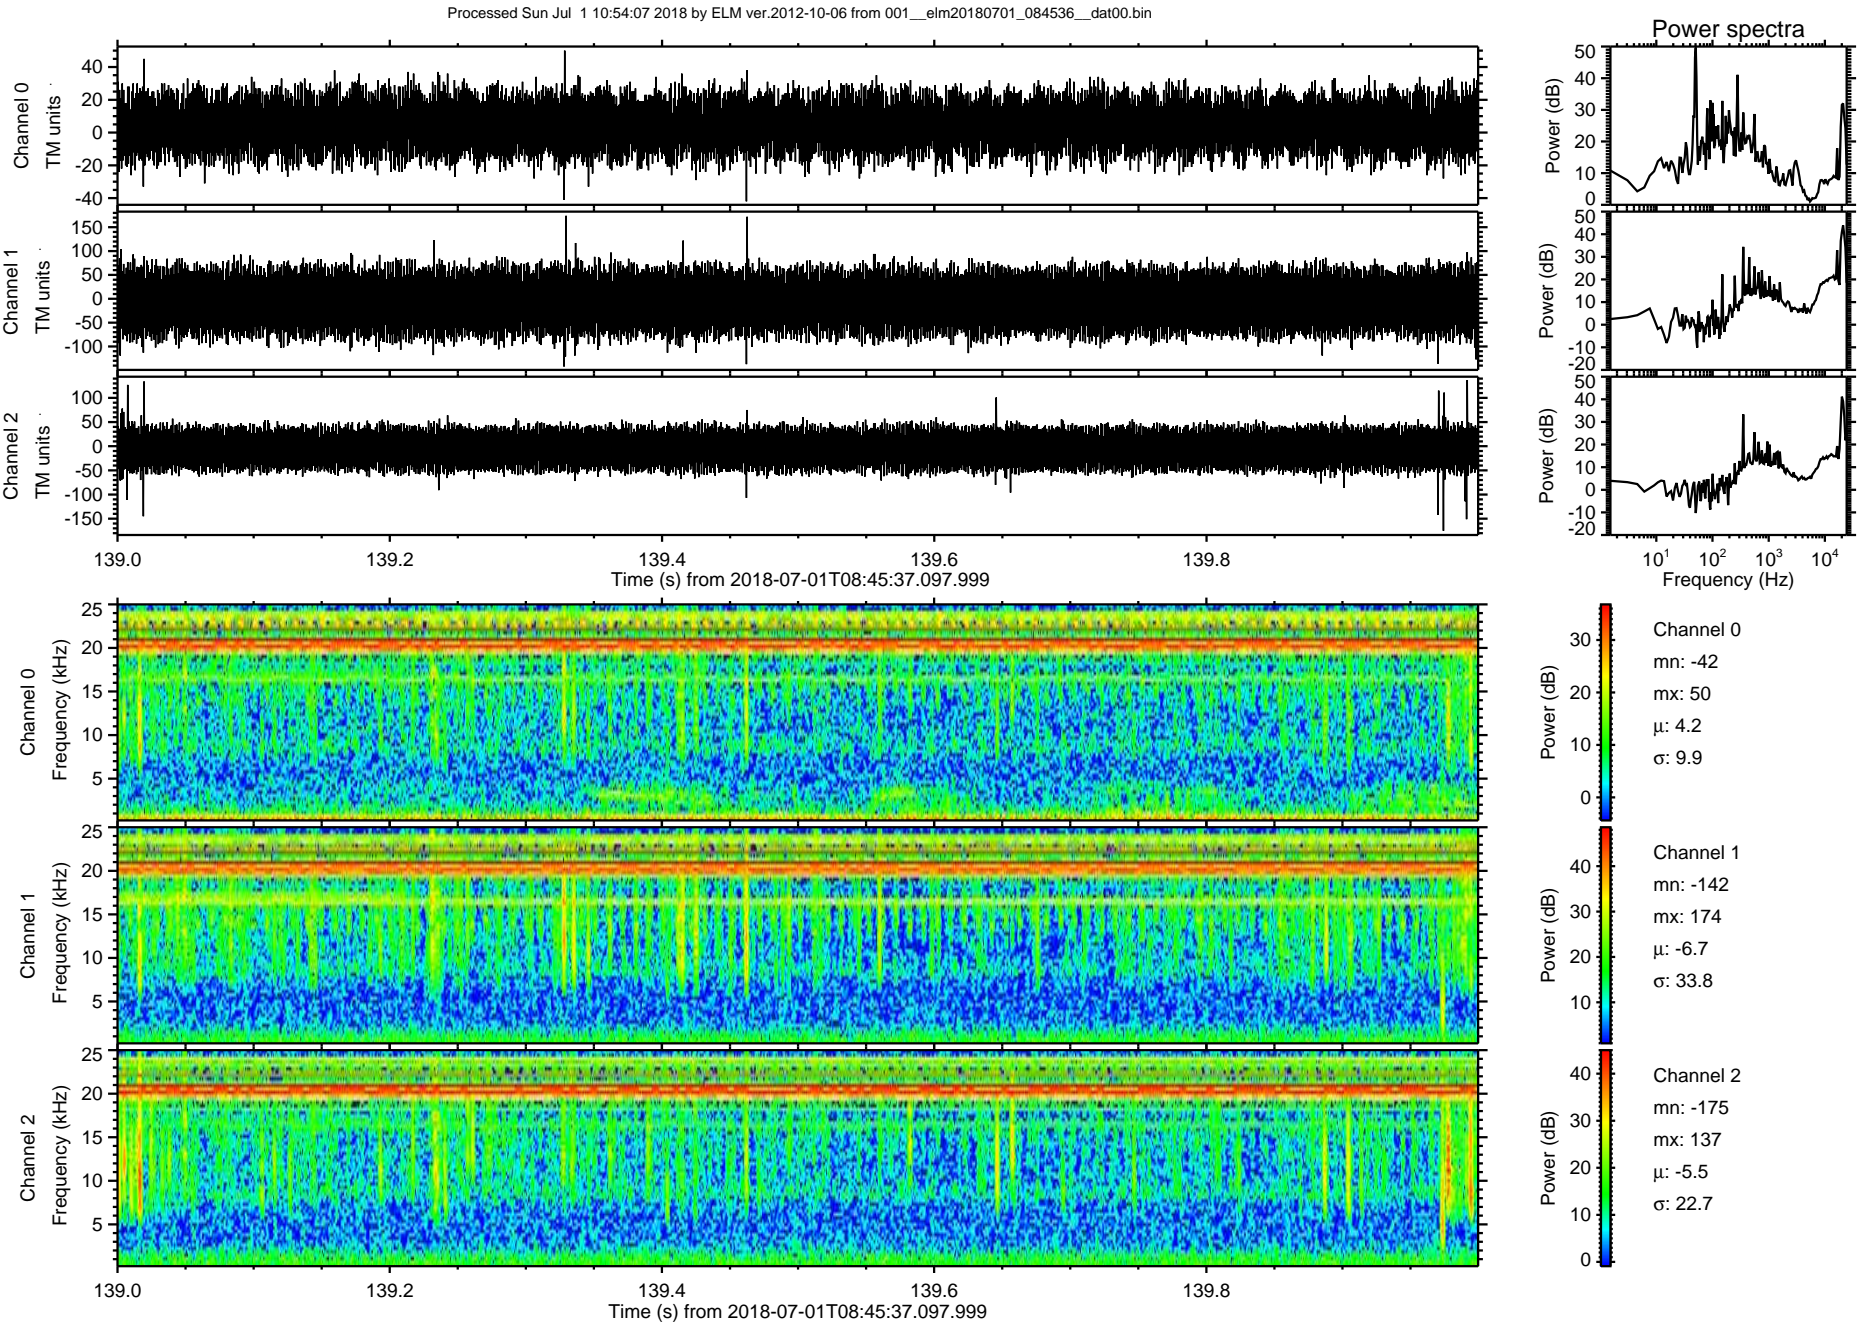 Processed Sun Jul  1 10:54:07 2018 by ELM ver.2012-10-06 from 001__elm20180701_084536__dat00.bin
Power spectra
Channel 0
TM units
40
20
0
-20
-40
Power (dB)
50
40
30
20
10
0
Channel 1
TM units
150
100
50
0
-50
-100
Power (dB)
50
40
30
20
10
0
-10
-20
Channel 2
TM units
100
50
0
-50
-100
-150
Power (dB)
50
40
30
20
10
0
-10
-20
139.0 139.2 139.4 139.6 139.8
Time (s) from 2018-07-01T08:45:37.097.999
10^1 10^2 10^3 10^4
Frequency (Hz)
Channel 0
Frequency (kHz)
25
20
15
10
5
Power (dB)
30
20
10
0
Channel 0
mn: -42
mx: 50
μ: 4.2
σ: 9.9
Channel 1
Frequency (kHz)
25
20
15
10
5
Power (dB)
40
30
20
10
Channel 1
mn: -142
mx: 174
μ: -6.7
σ: 33.8
Channel 2
Frequency (kHz)
25
20
15
10
5
Power (dB)
40
30
20
10
0
Channel 2
mn: -175
mx: 137
μ: -5.5
σ: 22.7
139.0 139.2 139.4 139.6 139.8
Time (s) from 2018-07-01T08:45:37.097.999